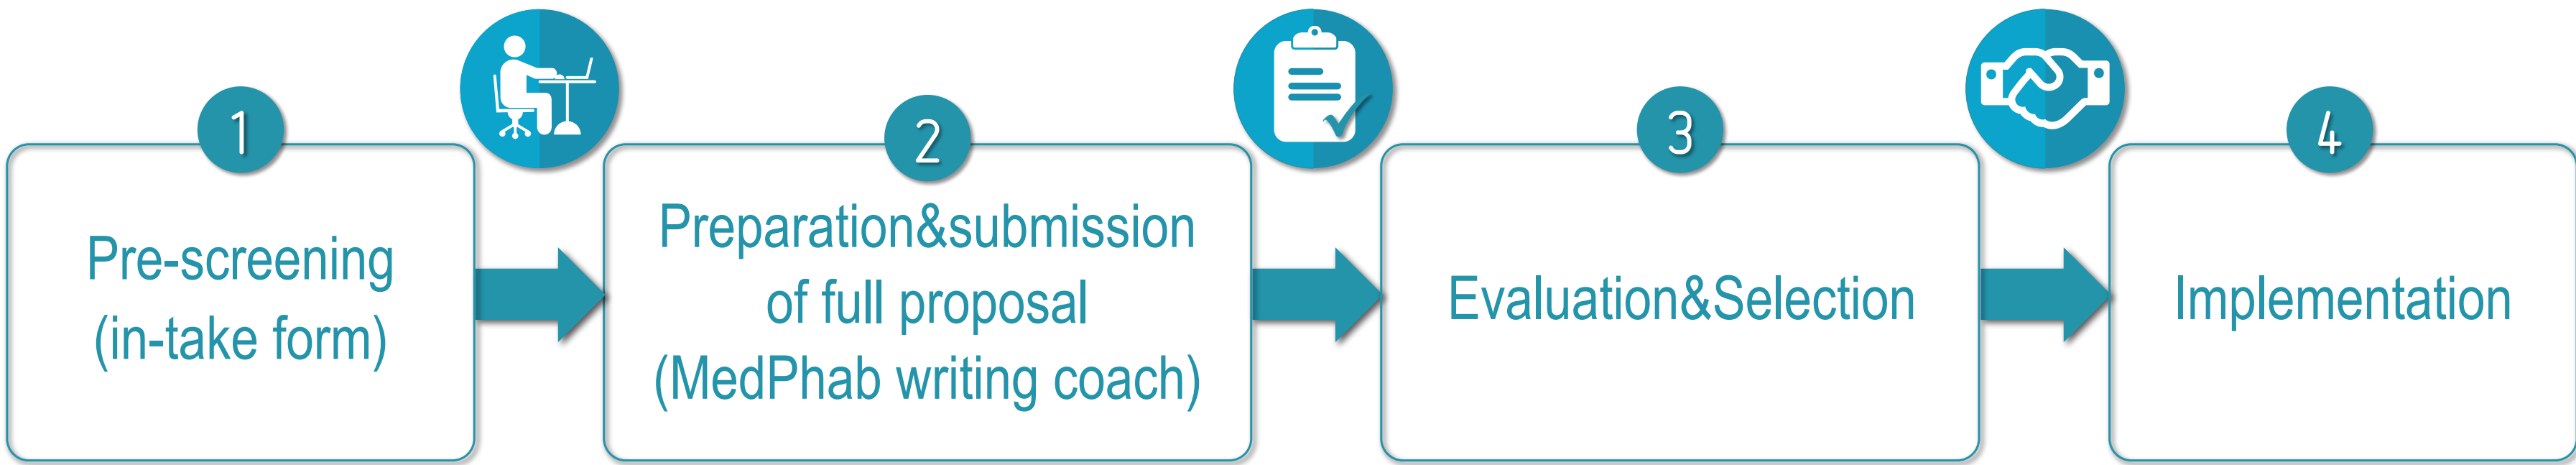 1
Pre-screening
(in-take form)
2
Preparation&submission
of full proposal
(MedPhab writing coach)
3
Evaluation&Selection
4
Implementation